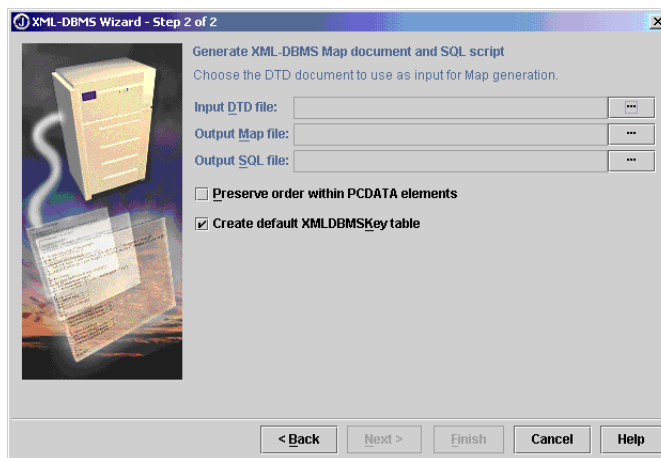 XML-DBMS Wizard - Step 2 of 2
Generate XML-DBMS Map document and SQL script
Choose the DTD document to use as input for Map generation.
Input DTD file: ...
Output Map file: ...
Output SQL file: ...
Preserve order within PCDATA elements
Create default XMLDBMSKey table
< Back Next > Finish Cancel Help